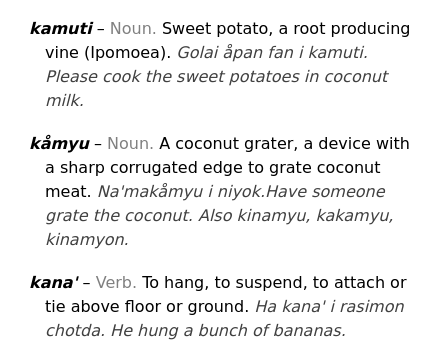 kamuti – Noun. Sweet potato, a root producing
vine (Ipomoea). Golai åpan fan i kamuti.
Please cook the sweet potatoes in coconut
milk.
kåmyu – Noun. A coconut grater, a device with
a sharp corrugated edge to grate coconut
meat. Na'makåmyu i niyok.Have someone
grate the coconut. Also kinamyu, kakamyu,
kinamyon.
kana' – Verb. To hang, to suspend, to attach or
tie above floor or ground. Ha kana' i rasimon
chotda. He hung a bunch of bananas.